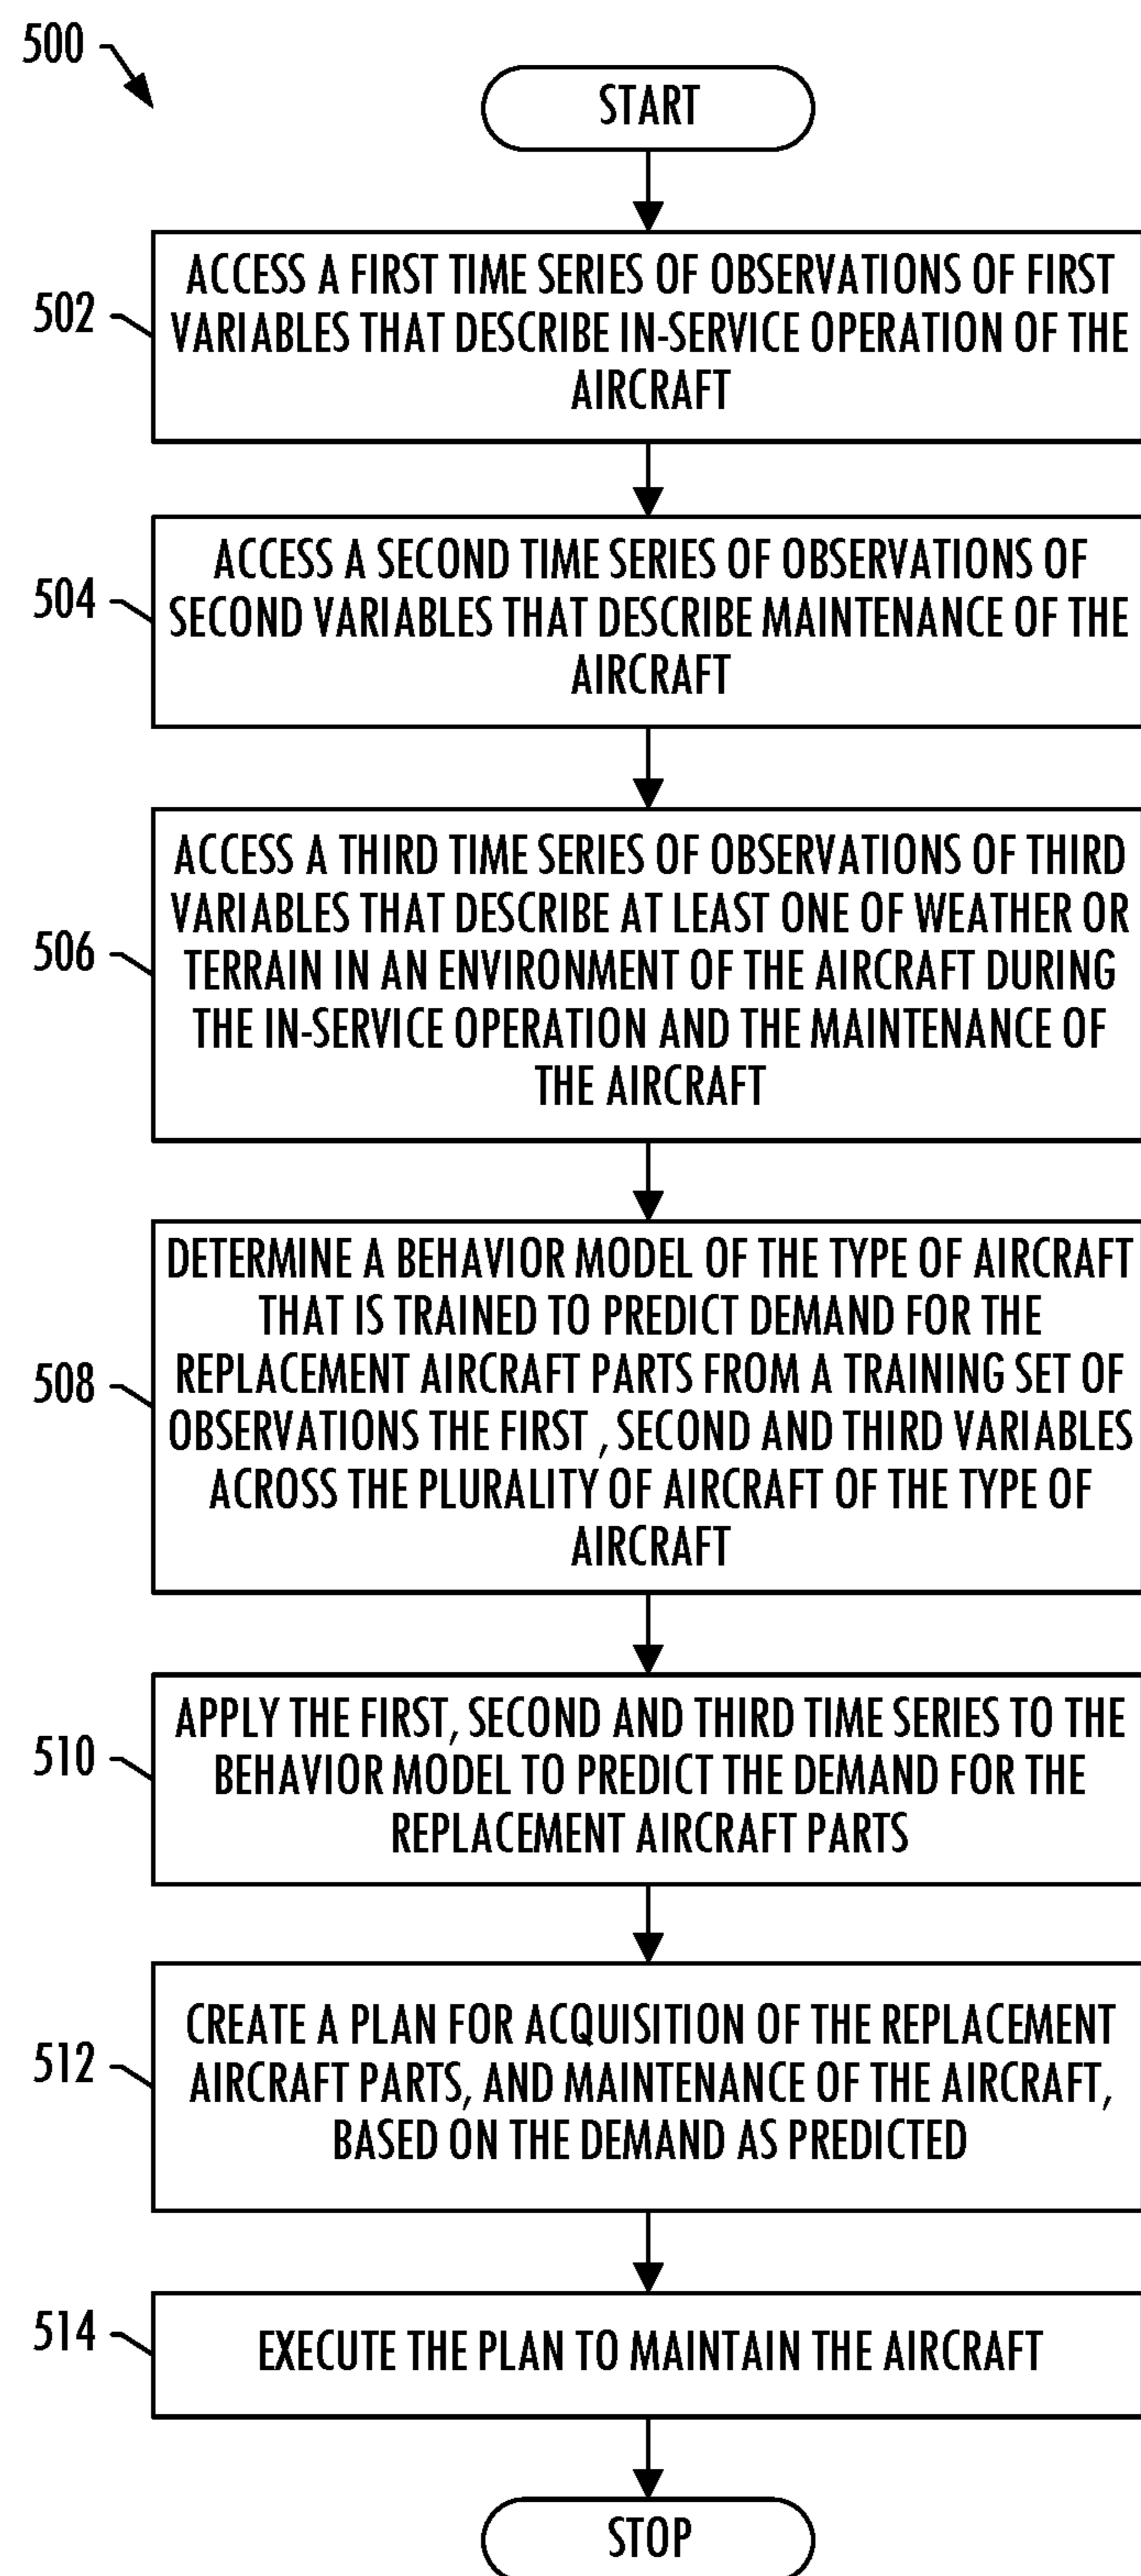 500
START
502
ACCESS A FIRST TIME SERIES OF OBSERVATIONS OF FIRST
VARIABLES THAT DESCRIBE IN-SERVICE OPERATION OF THE
AIRCRAFT
504
ACCESS A SECOND TIME SERIES OF OBSERVATIONS OF
SECOND VARIABLES THAT DESCRIBE MAINTENANCE OF THE
AIRCRAFT
506
ACCESS A THIRD TIME SERIES OF OBSERVATIONS OF THIRD
VARIABLES THAT DESCRIBE AT LEAST ONE OF WEATHER OR
TERRAIN IN AN ENVIRONMENT OF THE AIRCRAFT DURING
THE IN-SERVICE OPERATION AND THE MAINTENANCE OF
THE AIRCRAFT
508
DETERMINE A BEHAVIOR MODEL OF THE TYPE OF AIRCRAFT
THAT IS TRAINED TO PREDICT DEMAND FOR THE
REPLACEMENT AIRCRAFT PARTS FROM A TRAINING SET OF
OBSERVATIONS THE FIRST , SECOND AND THIRD VARIABLES
ACROSS THE PLURALITY OF AIRCRAFT OF THE TYPE OF
AIRCRAFT
510
APPLY THE FIRST, SECOND AND THIRD TIME SERIES TO THE
BEHAVIOR MODEL TO PREDICT THE DEMAND FOR THE
REPLACEMENT AIRCRAFT PARTS
512
CREATE A PLAN FOR ACQUISITION OF THE REPLACEMENT
AIRCRAFT PARTS, AND MAINTENANCE OF THE AIRCRAFT,
BASED ON THE DEMAND AS PREDICTED
514
EXECUTE THE PLAN TO MAINTAIN THE AIRCRAFT
STOP